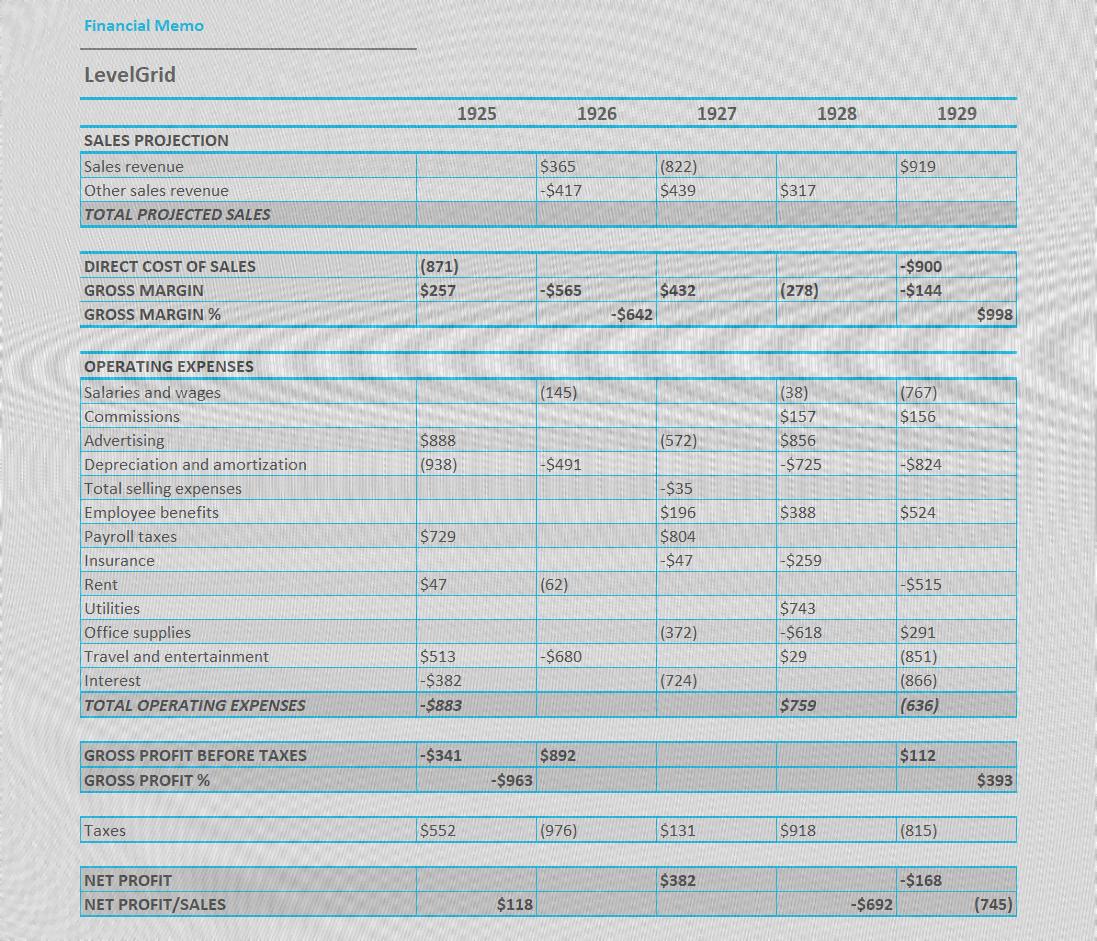 Financial Memo
LevelGrid
1925 1926 1927 1928 1929
SALES PROJECTION
Sales revenue $365 (822) $919
Other sales revenue -$417 $439 $317
TOTAL PROJECTED SALES
DIRECT COST OF SALES (871) -$900
GROSS MARGIN $257 -$565 $432 (278) -$144
GROSS MARGIN % -$642 $998
OPERATING EXPENSES
Salaries and wages (145) (38) (767)
Commissions $157 $156
Advertising $888 (572) $856
Depreciation and amortization (938) -$491 -$725 -$824
Total selling expenses -$35
Employee benefits $196 $388 $524
Payroll taxes $729 $804
Insurance -$47 -$259
Rent $47 (62) -$515
Utilities $743
Office supplies (372) -$618 $291
Travel and entertainment $513 -$680 $29 (851)
Interest -$382 (724) (866)
TOTAL OPERATING EXPENSES -$883 $759 (636)
GROSS PROFIT BEFORE TAXES -$341 $892 $112
GROSS PROFIT % -$963 $393
Taxes $552 (976) $131 $918 (815)
NET PROFIT $382 -$168
NET PROFIT/SALES $118 -$692 (745)